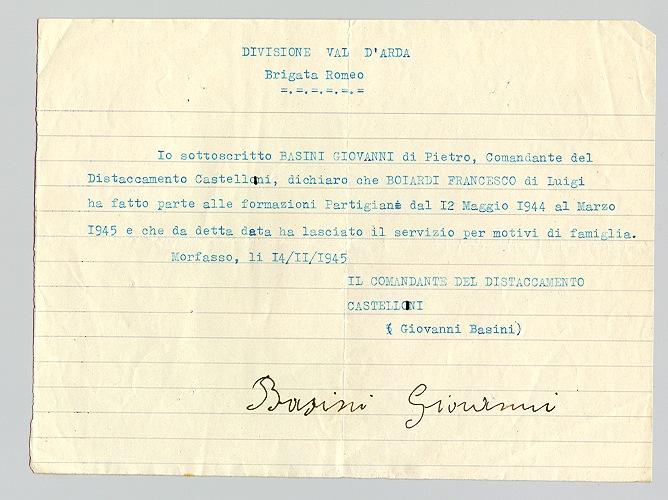 DIVISIONE VAL D'ARDA
Brigata Romeo
=.=.=.=.=.=
Io sottoscritto BASINI GIOVANNI di Pietro, Comandante del
Distaccamento Castelloni, dichiaro che BOIARDI FRANCESCO di Luigi
ha fatto parte alle formazioni Partigiane dal I2 Maggio I944 al Marzo
I945 e che da detta data ha lasciato il servizio per motivi di famiglia.
Morfasso, li I4/II/I945
IL COMANDANTE DEL DISTACCAMENTO
CASTELLONI
( Giovanni Basini)
Basini Giovanni